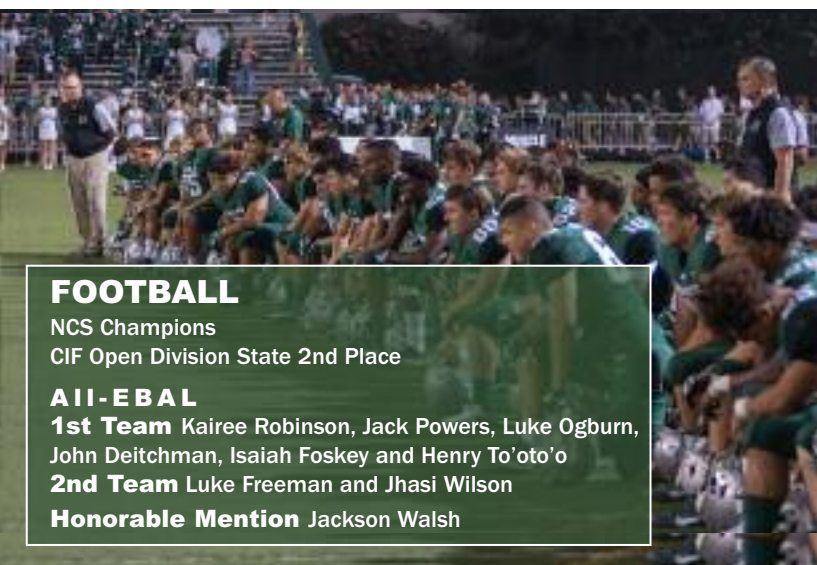 FOOTBALL
NCS Champions
CIF Open Division State 2nd Place
All-EBAL
1st Team Kairee Robinson, Jack Powers, Luke Ogburn,
John Deitchman, Isaiah Foskey and Henry To’oto’o
2nd Team Luke Freeman and Jhasi Wilson
Honorable Mention Jackson Walsh